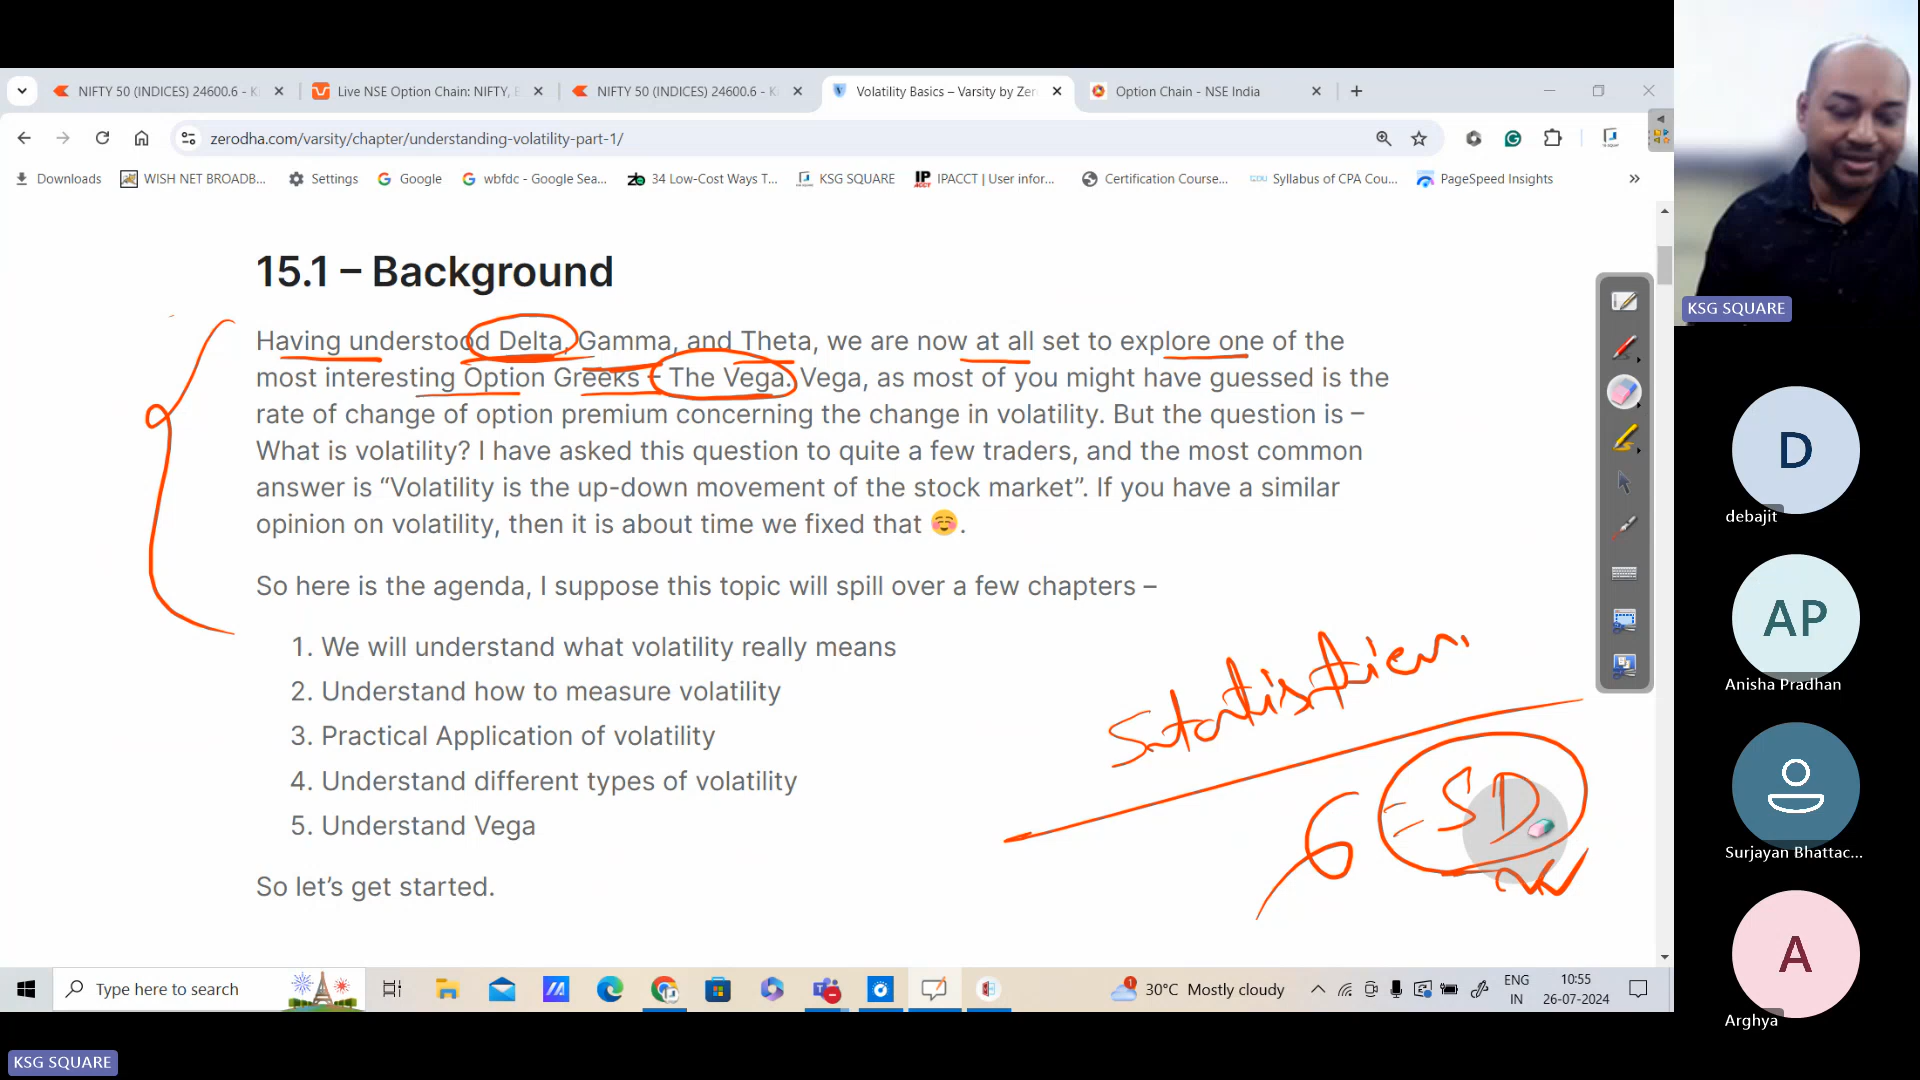 NIFTY 50 (INDICES) 24600.6 - Ki
Live NSE Option Chain: NIFTY, B
NIFTY 50 (INDICES) 24600.6 - Ki
Volatility Basics – Varsity by Zero
Option Chain - NSE India
zerodha.com/varsity/chapter/understanding-volatility-part-1/
Downloads
WISH NET BROADB...
Settings
Google
wbfdc - Google Sea...
34 Low-Cost Ways T...
KSG SQUARE
IPACCT | User infor...
Certification Course...
Syllabus of CPA Cou...
PageSpeed Insights
15.1 – Background
Having understood Delta, Gamma, and Theta, we are now at all set to explore one of the
most interesting Option Greeks – The Vega. Vega, as most of you might have guessed is the
rate of change of option premium concerning the change in volatility. But the question is –
What is volatility? I have asked this question to quite a few traders, and the most common
answer is “Volatility is the up-down movement of the stock market”. If you have a similar
opinion on volatility, then it is about time we fixed that ☺️.
So here is the agenda, I suppose this topic will spill over a few chapters –
1. We will understand what volatility really means
2. Understand how to measure volatility
3. Practical Application of volatility
4. Understand different types of volatility
5. Understand Vega
So let’s get started.
6 = SD
Type here to search
30°C Mostly cloudy
ENG
IN
10:55
26-07-2024
KSG SQUARE
D
debajit
AP
Anisha Pradhan
Surjayan Bhattac...
A
Arghya
KSG SQUARE